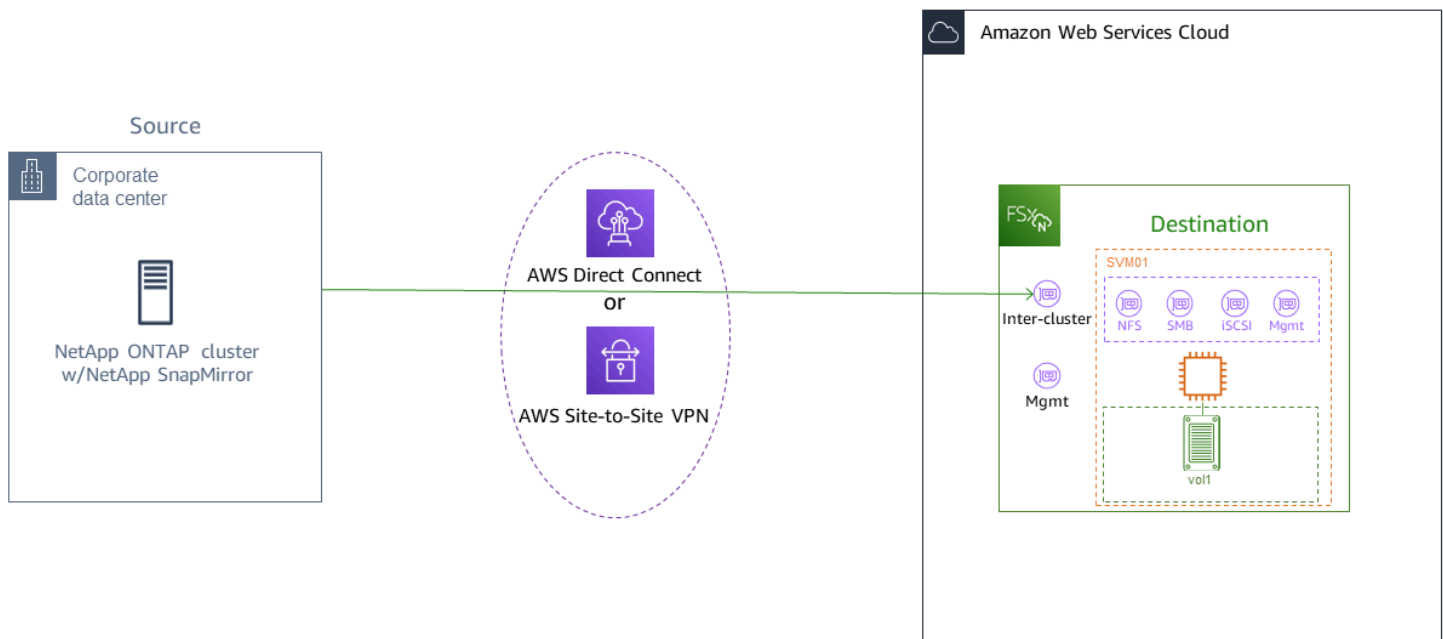 Amazon Web Services Cloud
Source
Corporate
data center
NetApp ONTAP cluster
w/NetApp SnapMirror
AWS Direct Connect
or
AWS Site-to-Site VPN
FSx
N
Destination
Inter-cluster
Mgmt
SVM01
NFS
SMB
iSCSI
Mgmt
vol1